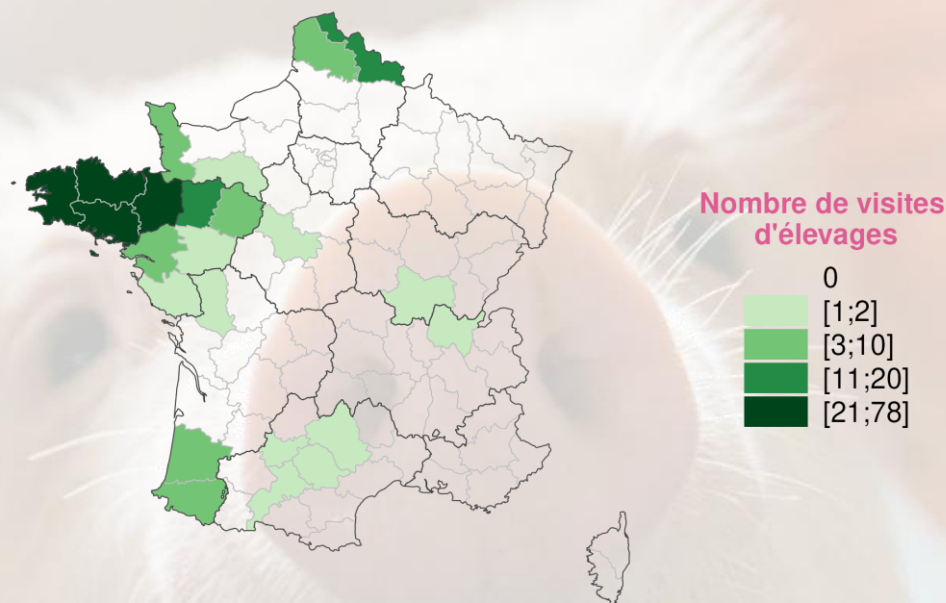 Nombre de visites
d'élevages
0
[1;2]
[3;10]
[11;20]
[21;78]